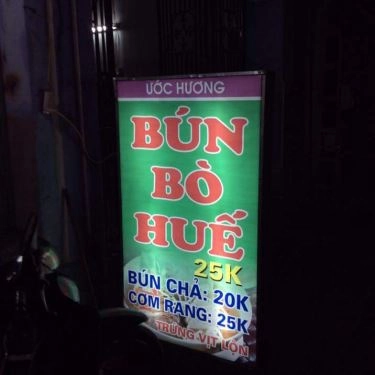 ƯỚC HƯƠNG
BÚN
BÒ
HUẾ
25K
BÚN CHẢ: 20K
CƠM RANG: 25K
TRỨNG VỊT LỘN